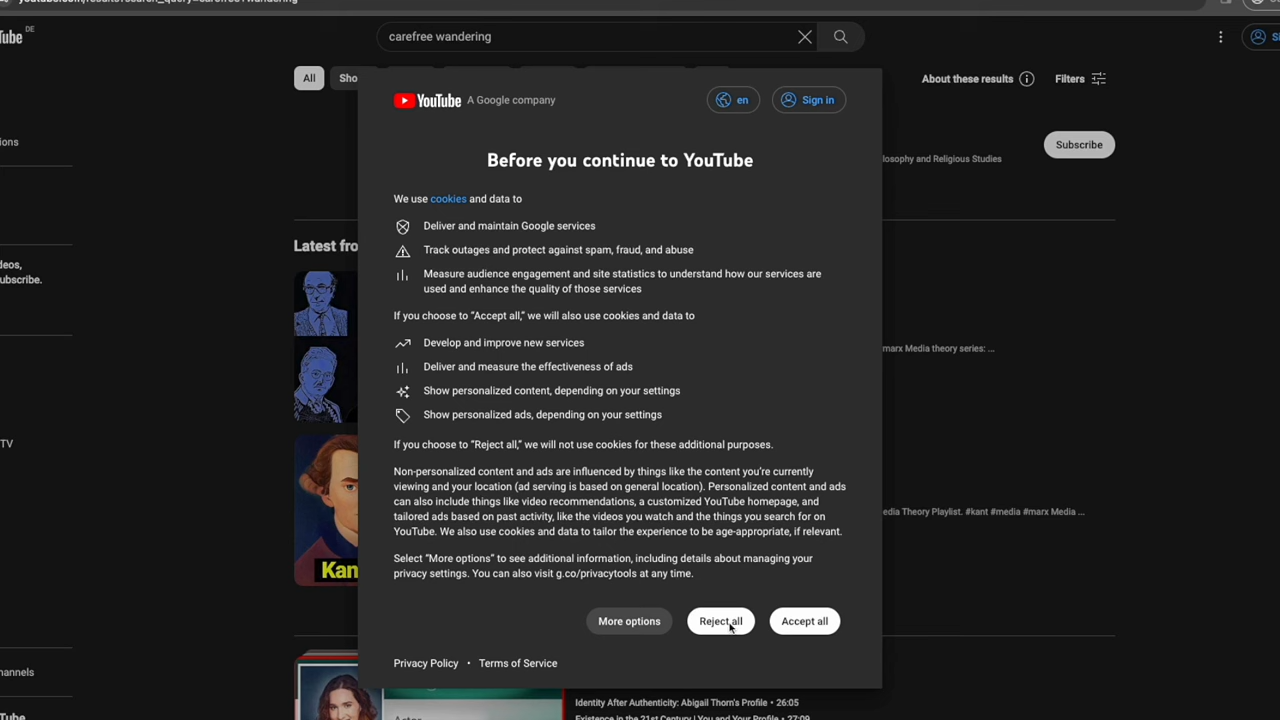 youtube.com/results?search_query=carefree+wandering
DE
carefree wandering
All
About these results
Filters
Subscribe
losophy and Religious Studies
ions
Latest fro
deos,
ubscribe.
YouTube A Google company
en
Sign in
Before you continue to YouTube
We use cookies and data to
Deliver and maintain Google services
Track outages and protect against spam, fraud, and abuse
Measure audience engagement and site statistics to understand how our services are
used and enhance the quality of those services
If you choose to “Accept all,” we will also use cookies and data to
Develop and improve new services
Deliver and measure the effectiveness of ads
Show personalized content, depending on your settings
Show personalized ads, depending on your settings
If you choose to “Reject all,” we will not use cookies for these additional purposes.
Non-personalized content and ads are influenced by things like the content you’re currently
viewing and your location (ad serving is based on general location). Personalized content and ads
can also include things like video recommendations, a customized YouTube homepage, and
tailored ads based on past activity, like the videos you watch and the things you search for on
YouTube. We also use cookies and data to tailor the experience to be age-appropriate, if relevant.
Select “More options” to see additional information, including details about managing your
privacy settings. You can also visit g.co/privacytools at any time.
More options
Reject all
Accept all
Privacy Policy • Terms of Service
marx Media theory series: ...
TV
edia Theory Playlist. #kant #media #marx Media ...
Kan
hannels
Identity After Authenticity: Abigail Thorn's Profile • 26:05
Existence in the 21st Century | You and Your Profile • 27:09